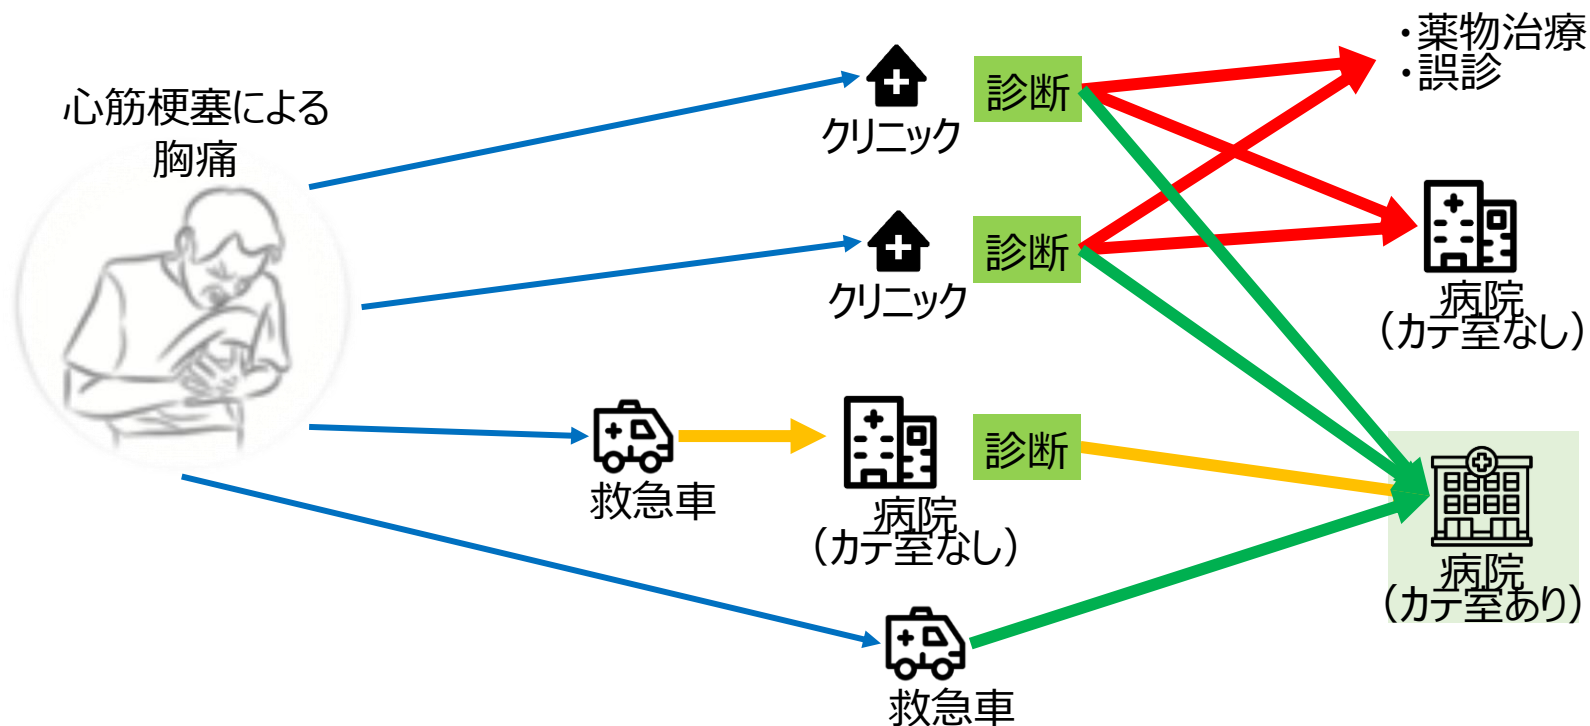 心筋梗塞による
胸痛
クリニック
診断
・薬物治療
・誤診
クリニック
診断
病院
（カテ室なし）
救急車
病院
（カテ室なし）
診断
病院
（カテ室あり）
救急車